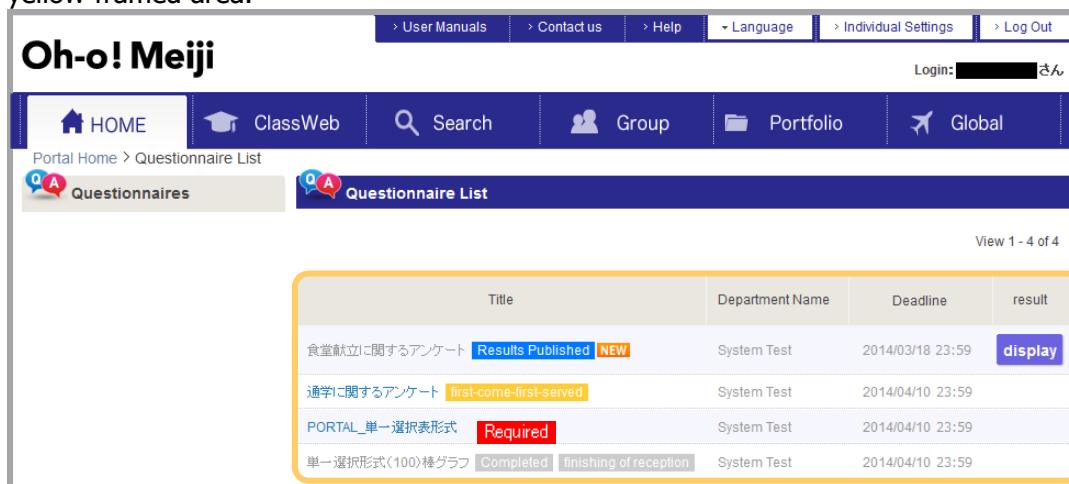 yellow framed area.
> User Manuals > Contact us > Help Language > Individual Settings > Log Out
Oh-o! Meiji
Login: さん
HOME ClassWeb Search Group Portfolio Global
Portal Home > Questionnaire List
Q A Questionnaires Q A Questionnaire List
View 1 - 4 of 4
Title Department Name Deadline result
食堂献立に関するアンケート Results Published NEW System Test 2014/03/18 23:59 display
通学に関するアンケート first-come-first-served System Test 2014/04/10 23:59
PORTAL_単一選択表形式 Required System Test 2014/04/10 23:59
単一選択形式(100)棒グラフ Completed finishing of reception System Test 2014/04/10 23:59